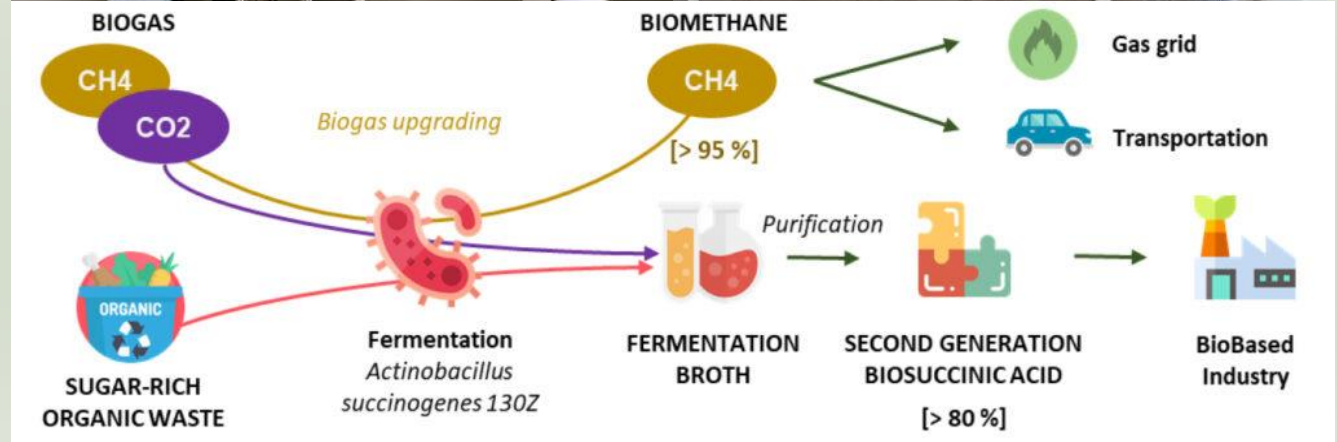 BIOGAS
CH4
CO2
Biogas upgrading
BIOMETHANE
CH4
[> 95 %]
Gas grid
Transportation
ORGANIC
SUGAR-RICH
ORGANIC WASTE
Fermentation
Actinobacillus
succinogenes 130Z
FERMENTATION
BROTH
Purification
SECOND GENERATION
BIOSUCCINIC ACID
[> 80 %]
BioBased
Industry